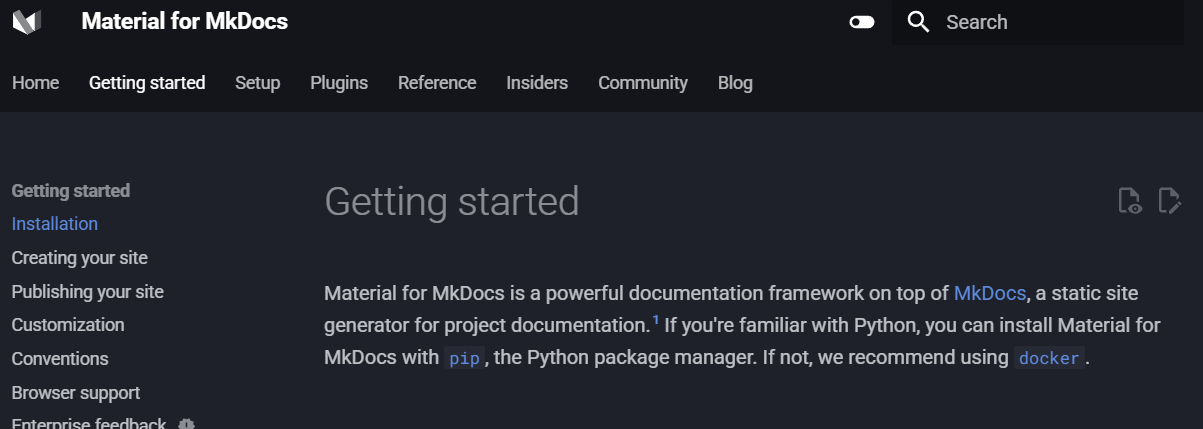 Material for MkDocs
Search
Home Getting started Setup Plugins Reference Insiders Community Blog
Getting started
Installation
Creating your site
Publishing your site
Customization
Conventions
Browser support
Enterprise feedback
Getting started
Material for MkDocs is a powerful documentation framework on top of MkDocs, a static site
generator for project documentation.1 If you're familiar with Python, you can install Material for
MkDocs with pip, the Python package manager. If not, we recommend using docker.